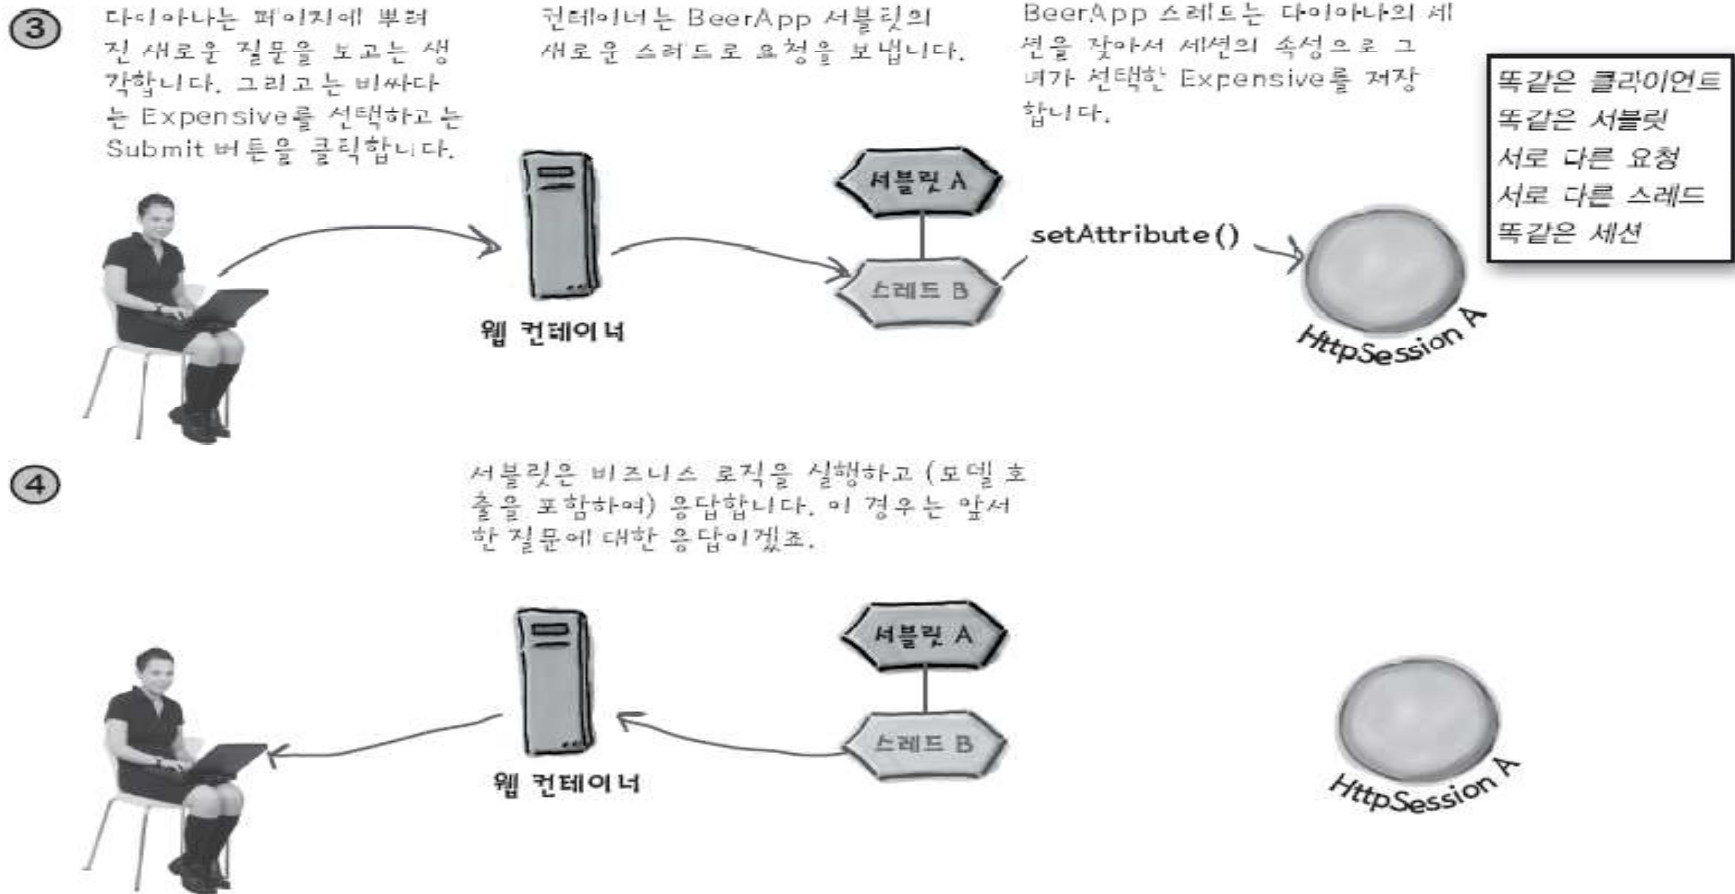 3
다이아나는 페이지에 뿌려
진 새로운 질문을 보고는 생
각합니다. 그리고는 비싸다
는 Expensive를 선택하고는
Submit 버튼을 클릭합니다.
컨테이너는 BeerApp 서블릿의
새로운 스레드로 요청을 보냅니다.
BeerApp 스레드는 다이아나의 세
션을 찾아서 세션의 속성으로 그
녀가 선택한 Expensive를 저장
합니다.
똑같은 클라이언트
똑같은 서블릿
서로 다른 요청
서로 다른 스레드
똑같은 세션
서블릿 A
setAttribute()
스레드 B
웹 컨테이너
HttpSession A
4
서블릿은 비즈니스 로직을 실행하고 (모델 호
출을 포함하여) 응답합니다. 이 경우는 앞서
한 질문에 대한 응답이겠죠.
서블릿 A
스레드 B
웹 컨테이너
HttpSession A